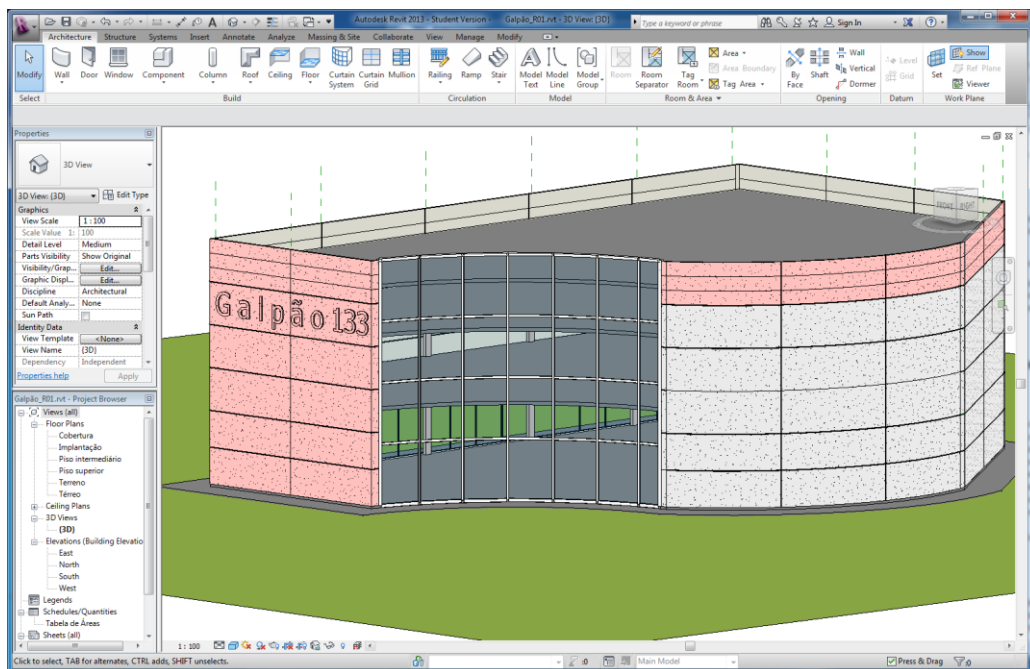 Autodesk Revit 2013 - Student Version - Galpão_R01.rvt - 3D View: {3D}
Type a keyword or phrase
Sign In
Architecture Structure Systems Insert Annotate Analyze Massing & Site Collaborate View Manage Modify
Modify
Wall
Door
Window
Component
Column
Roof
Ceiling
Floor
Curtain System
Curtain Grid
Mullion
Railing
Ramp
Stair
Model Text
Model Line
Model Group
Room
Room Separator
Tag Room
Area
Area Boundary
Tag Area
By Face
Shaft
Wall
Vertical
Dormer
Level
Grid
Set
Show
Ref Plane
Viewer
Select
Build
Circulation
Model
Room & Area
Opening
Datum
Work Plane
Properties
3D View
3D View: {3D}
Edit Type
Graphics
View Scale 1 : 100
Scale Value 1: 100
Detail Level Medium
Parts Visibility Show Original
Visibility/Grap... Edit...
Graphic Displ... Edit...
Discipline Architectural
Default Analy... None
Sun Path
Identity Data
View Template <None>
View Name {3D}
Dependency Independent
Properties help
Apply
Galpão_R01.rvt - Project Browser
Views (all)
Floor Plans
Cobertura
Implantação
Piso intermediário
Piso superior
Terreno
Térreo
Ceiling Plans
3D Views
{3D}
Elevations (Building Elevatio
East
North
South
West
Legends
Schedules/Quantities
Tabela de Áreas
Sheets (all)
FRONT RIGHT
Galpão 133
1 : 100
Click to select, TAB for alternates, CTRL adds, SHIFT unselects.
:0
Main Model
Press & Drag
:0